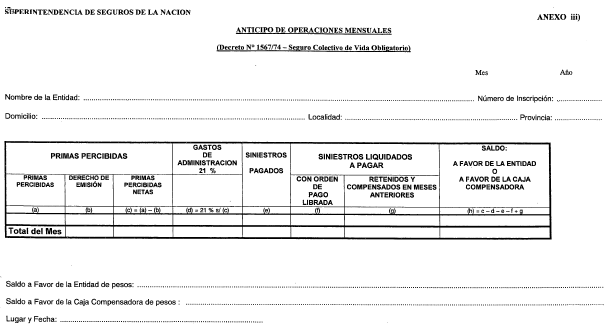 SUPERINTENDENCIA DE SEGUROS DE LA NACION
ANEXO iii)
ANTICIPO DE OPERACIONES MENSUALES
(Decreto Nº 1567/74 – Seguro Colectivo de Vida Obligatorio)
Mes Año
Nombre de la Entidad: Número de Inscripción:
Domicilio: Localidad: Provincia:
PRIMAS PERCIBIDAS
GASTOS
DE
ADMINISTRACION
21 %
SINIESTROS
PAGADOS
SINIESTROS LIQUIDADOS
A PAGAR
SALDO:
A FAVOR DE LA ENTIDAD
O
A FAVOR DE LA CAJA
COMPENSADORA
PRIMAS
PERCIBIDAS
DERECHO DE
EMISIÓN
PRIMAS
PERCIBIDAS
NETAS
CON ORDEN
DE
PAGO
LIBRADA
RETENIDOS Y
COMPENSADOS EN MESES
ANTERIORES
(a) (b) (c) = (a) – (b) (d) = 21 % s/ (c) (e) (f) (g) (h) = c – d – e – f + g
Total del Mes
Saldo a Favor de la Entidad de pesos:
Saldo a Favor de la Caja Compensadora de pesos :
Lugar y Fecha: